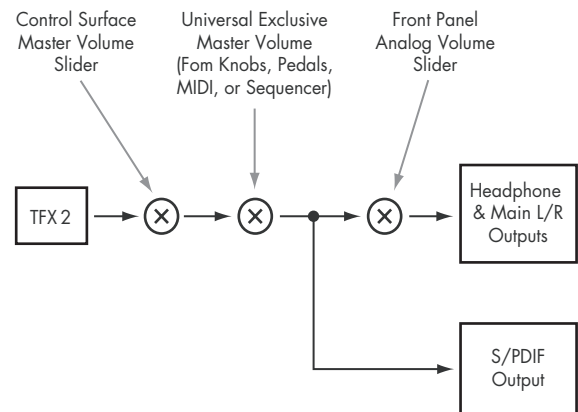 Control Surface
Master Volume
Slider
Universal Exclusive
Master Volume
(Fom Knobs, Pedals,
MIDI, or Sequencer)
Front Panel
Analog Volume
Slider
TFX 2
Headphone
& Main L/R
Outputs
S/PDIF
Output